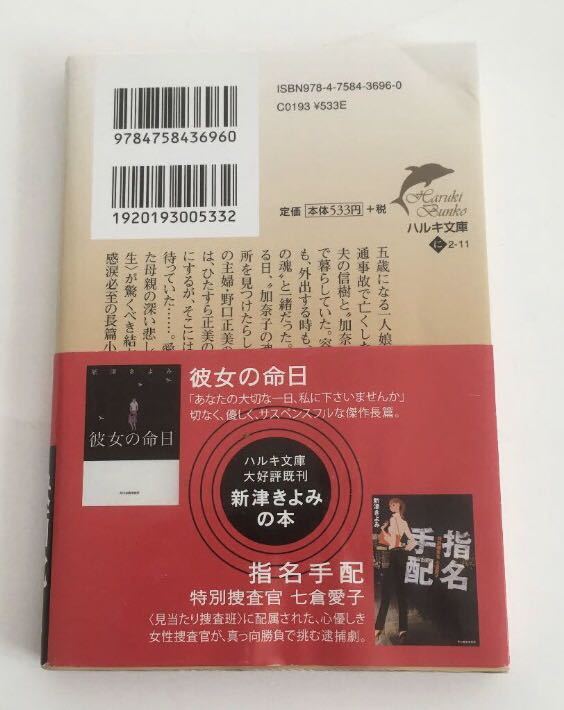 ISBN978-4-7584-3696-0
C0193 ¥533E
9784758436960
1920193005332
定価 本体533円 +税
Haruki
Bunko
ハルキ文庫
に 2-11
五歳になる一人娘
通事故で亡くした
夫の信樹と“加奈
で暮らしていた。
も、外出する時も、
の魂”と一緒だった。
る日、“加奈子の魂
所を見つけたらし
の主婦・野口正美の
は、ひたすら正美の
にするが、そこには
待っていた……。愛
た母親の深い悲し
生〉が驚くべき結
感涙必至の長篇小
新津きよみ
彼女の命日
彼女の命日
「あなたの大切な一日、私に下さいませんか」
切なく、優しく、サスペンスフルな傑作長篇。
ハルキ文庫
大好評既刊
新津きよみ
の本
指名手配
特別捜査官 七倉愛子
〈見当たり捜査班〉に配属された、心優しき
女性捜査官が、真っ向勝負で挑む逮捕劇。
新津きよみ
指名
手配